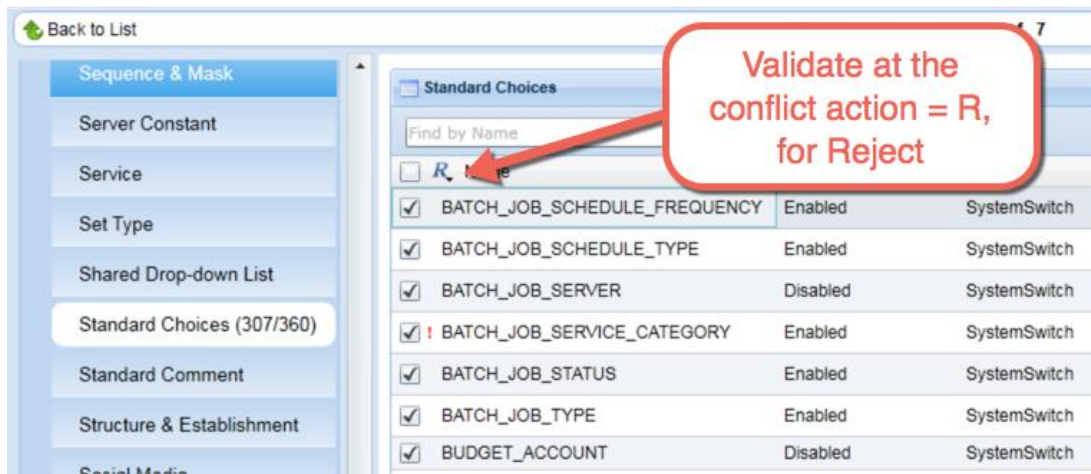 Back to List
7
Sequence & Mask
Server Constant
Service
Set Type
Shared Drop-down List
Standard Choices (307/360)
Standard Comment
Structure & Establishment
Social Media
Validate at the
conflict action = R,
for Reject
Standard Choices
Find by Name
R
BATCH_JOB_SCHEDULE_FREQUENCY Enabled SystemSwitch
BATCH_JOB_SCHEDULE_TYPE Enabled SystemSwitch
BATCH_JOB_SERVER Disabled SystemSwitch
! BATCH_JOB_SERVICE_CATEGORY Enabled SystemSwitch
BATCH_JOB_STATUS Enabled SystemSwitch
BATCH_JOB_TYPE Enabled SystemSwitch
BUDGET_ACCOUNT Disabled SystemSwitch